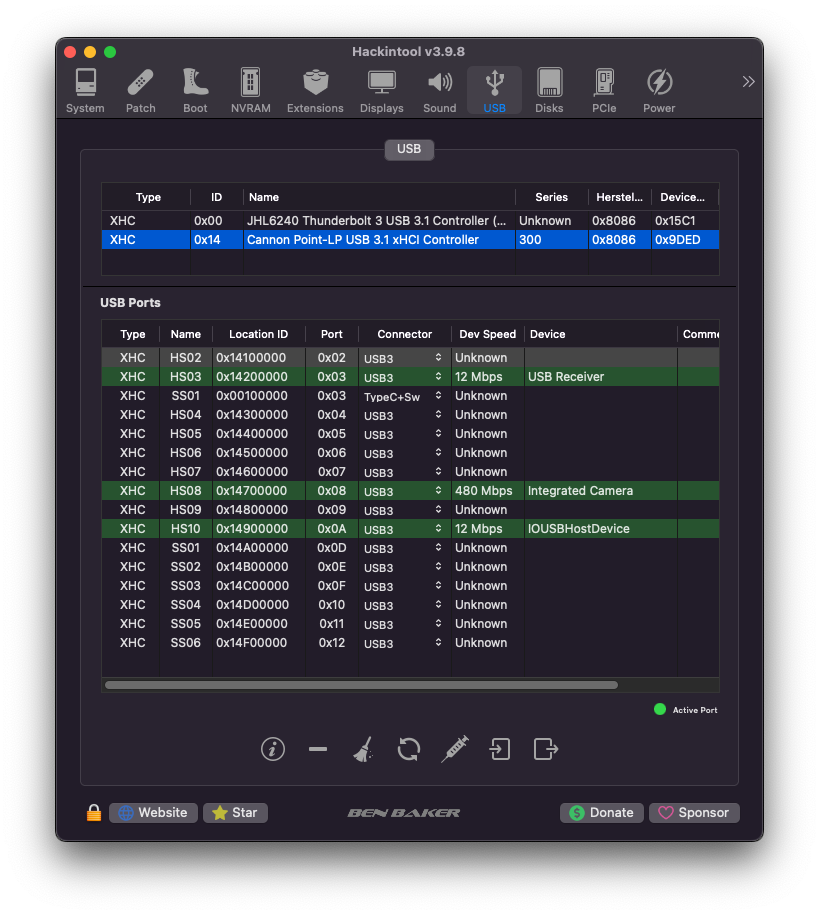 Hackintool v3.9.8
System Patch Boot NVRAM Extensions Displays Sound USB Disks PCIe Power
USB
Type ID Name Series Herstel... Device...
XHC 0x00 JHL6240 Thunderbolt 3 USB 3.1 Controller (... Unknown 0x8086 0x15C1
XHC 0x14 Cannon Point-LP USB 3.1 xHCI Controller 300 0x8086 0x9DED
USB Ports
Type Name Location ID Port Connector Dev Speed Device Comme
XHC HS02 0x14100000 0x02 USB3 Unknown
XHC HS03 0x14200000 0x03 USB3 12 Mbps USB Receiver
XHC SS01 0x00100000 0x03 TypeC+Sw Unknown
XHC HS04 0x14300000 0x04 USB3 Unknown
XHC HS05 0x14400000 0x05 USB3 Unknown
XHC HS06 0x14500000 0x06 USB3 Unknown
XHC HS07 0x14600000 0x07 USB3 Unknown
XHC HS08 0x14700000 0x08 USB3 480 Mbps Integrated Camera
XHC HS09 0x14800000 0x09 USB3 Unknown
XHC HS10 0x14900000 0x0A USB3 12 Mbps IOUSBHostDevice
XHC SS01 0x14A00000 0x0D USB3 Unknown
XHC SS02 0x14B00000 0x0E USB3 Unknown
XHC SS03 0x14C00000 0x0F USB3 Unknown
XHC SS04 0x14D00000 0x10 USB3 Unknown
XHC SS05 0x14E00000 0x11 USB3 Unknown
XHC SS06 0x14F00000 0x12 USB3 Unknown
Active Port
Website Star BEN BAKER Donate Sponsor